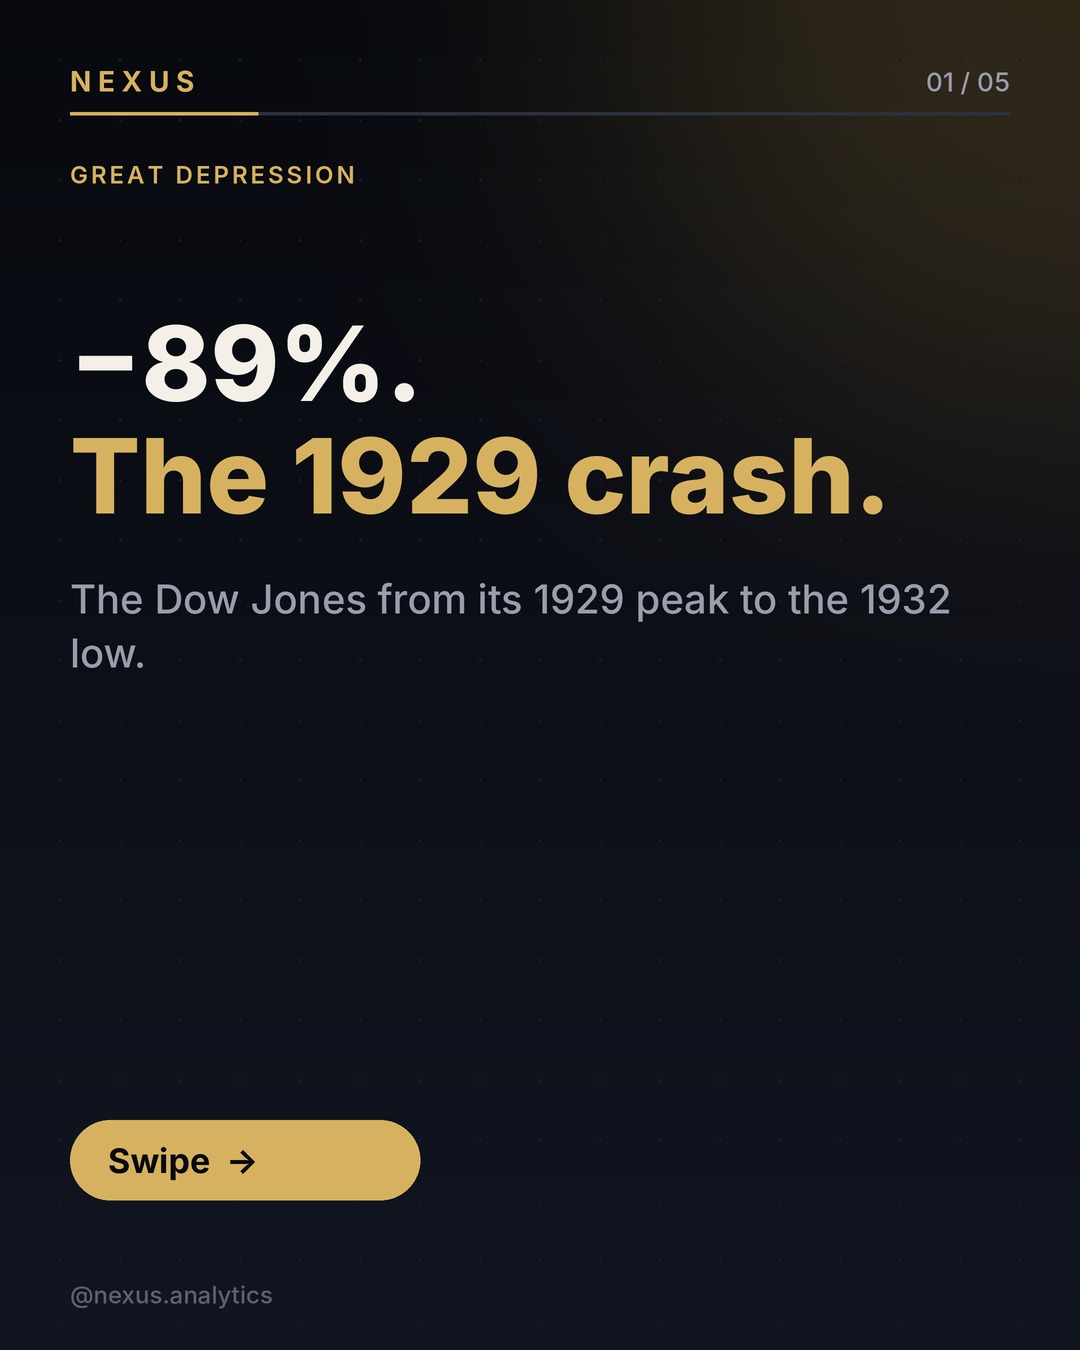 NEXUS
01 / 05
GREAT DEPRESSION
−89%.
The 1929 crash.
The Dow Jones from its 1929 peak to the 1932
low.
Swipe →
@nexus.analytics